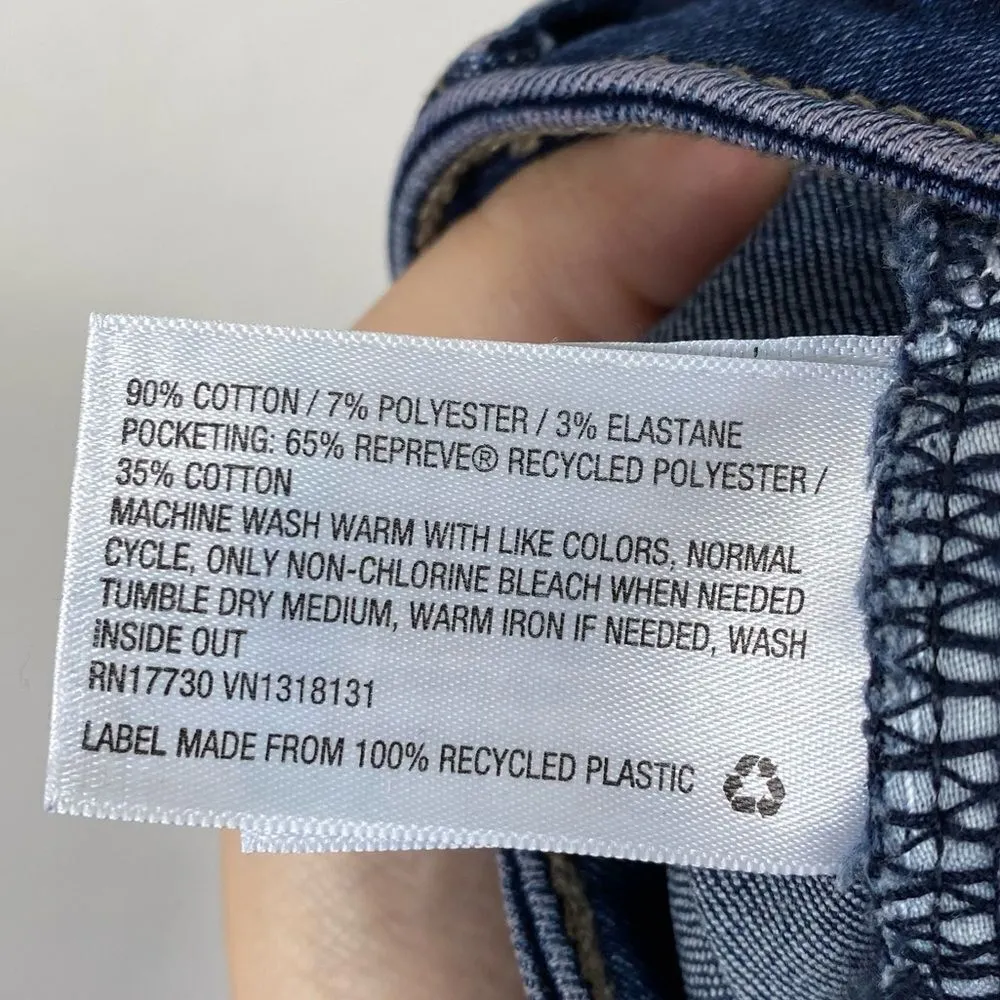 90% COTTON / 7% POLYESTER / 3% ELASTANE
POCKETING: 65% REPREVE® RECYCLED POLYESTER /
35% COTTON
MACHINE WASH WARM WITH LIKE COLORS, NORMAL
CYCLE, ONLY NON-CHLORINE BLEACH WHEN NEEDED
TUMBLE DRY MEDIUM, WARM IRON IF NEEDED, WASH
INSIDE OUT
RN17730 VN1318131
LABEL MADE FROM 100% RECYCLED PLASTIC